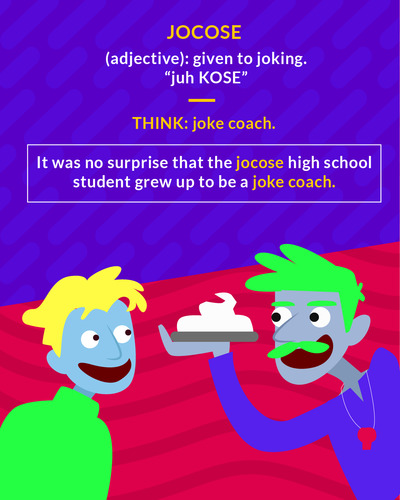 JOCOSE
(adjective): given to joking.
“juh KOSE”
THINK: joke coach.
It was no surprise that the jocose high school
student grew up to be a joke coach.